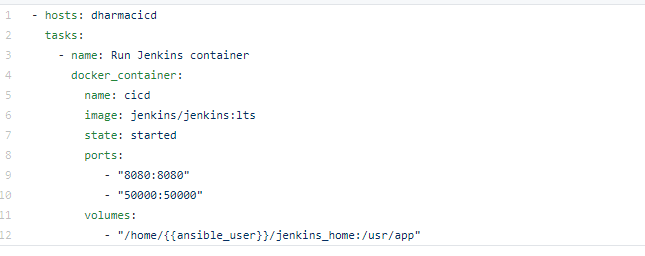 1 - hosts: dharmacicd
2 tasks:
3 - name: Run Jenkins container
4 docker_container:
5 name: cicd
6 image: jenkins/jenkins:lts
7 state: started
8 ports:
9 - "8080:8080"
10 - "50000:50000"
11 volumes:
12 - "/home/{{ansible_user}}/jenkins_home:/usr/app"